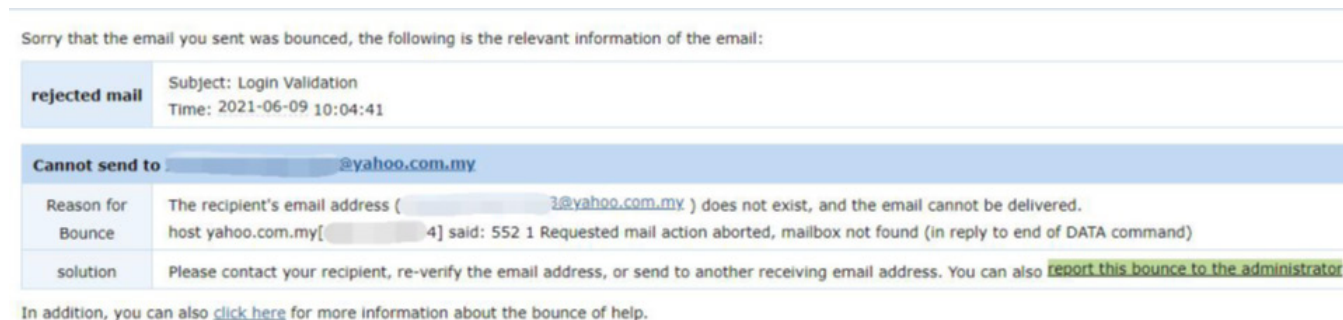 Sorry that the email you sent was bounced, the following is the relevant information of the email:
rejected mail
Subject: Login Validation
Time: 2021-06-09 10:04:41
Cannot send to @yahoo.com.my
Reason for
Bounce
The recipient's email address ( 3@yahoo.com.my ) does not exist, and the email cannot be delivered.
host yahoo.com.my[ 4] said: 552 1 Requested mail action aborted, mailbox not found (in reply to end of DATA command)
solution
Please contact your recipient, re-verify the email address, or send to another receiving email address. You can also report this bounce to the administrator
In addition, you can also click here for more information about the bounce of help.